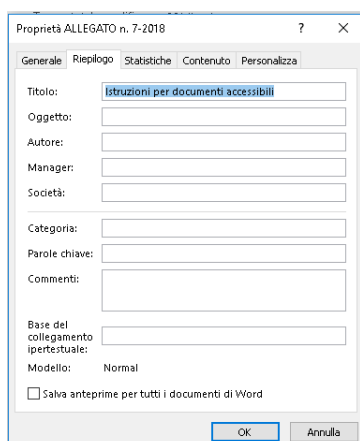 Proprietà ALLEGATO n. 7-2018 ? ×
Generale Riepilogo Statistiche Contenuto Personalizza
Titolo: Istruzioni per documenti accessibili
Oggetto:
Autore:
Manager:
Società:
Categoria:
Parole chiave:
Commenti:
Base del
collegamento
ipertestuale:
Modello: Normal
Salva anteprime per tutti i documenti di Word
OK Annulla